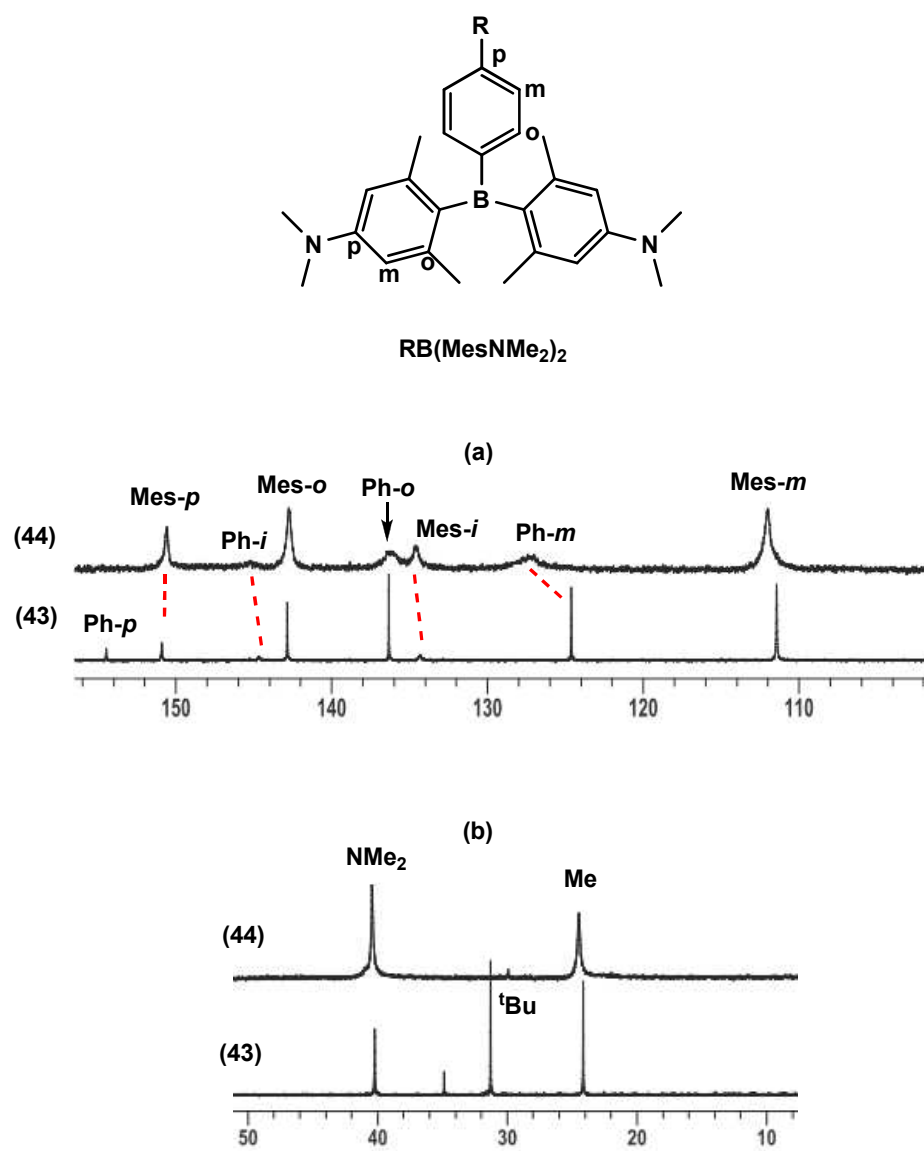 R
p
m
o
B
N
p
m
o
N
RB(MesNMe₂)₂
(a)
Mes-p
Ph-i
Mes-o
Ph-o
Mes-i
Ph-m
Mes-m
(44)
(43)
Ph-p
150 140 130 120 110
(b)
NMe₂
Me
(44)
ᵗBu
(43)
50 40 30 20 10